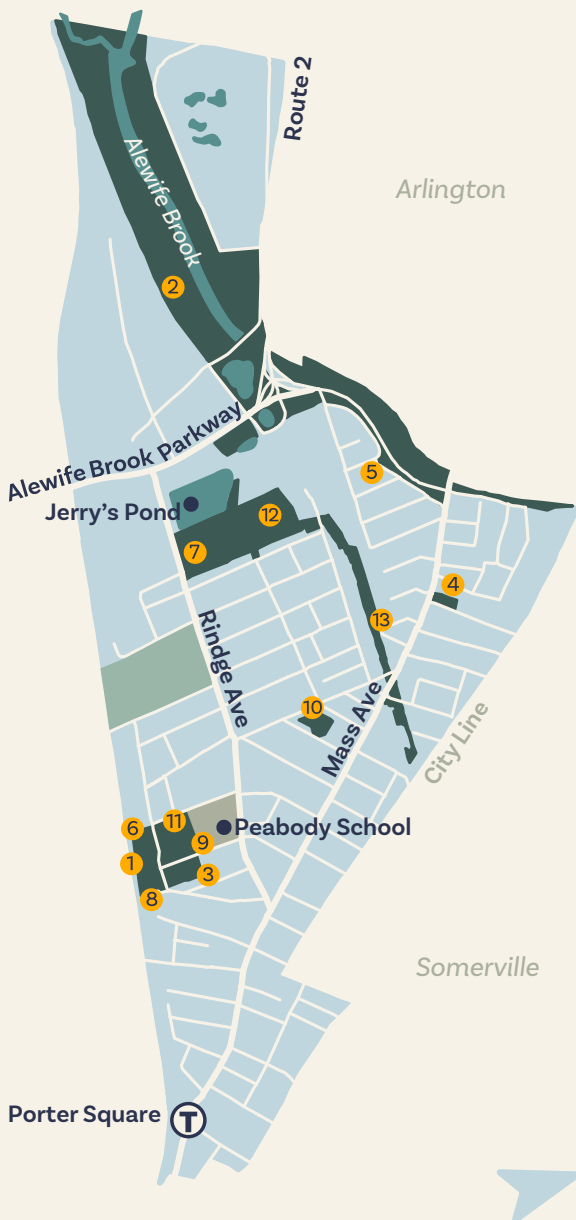 Route 2
Arlington
Alewife Brook
2
Alewife Brook Parkway
5
Jerry's Pond
12
7
4
13
Rindge Ave
10
Mass Ave
City Line
11
6
Peabody School
9
1
3
8
Somerville
Porter Square
T